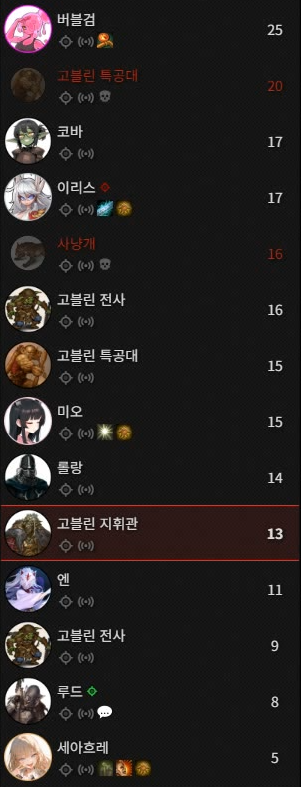 버블검 25
고블린 특공대 20
코바 17
이리스 17
사냥개 16
고블린 전사 16
고블린 특공대 15
미오 15
롤랑 14
고블린 지휘관 13
엔 11
고블린 전사 9
루드 8
세아흐레 5